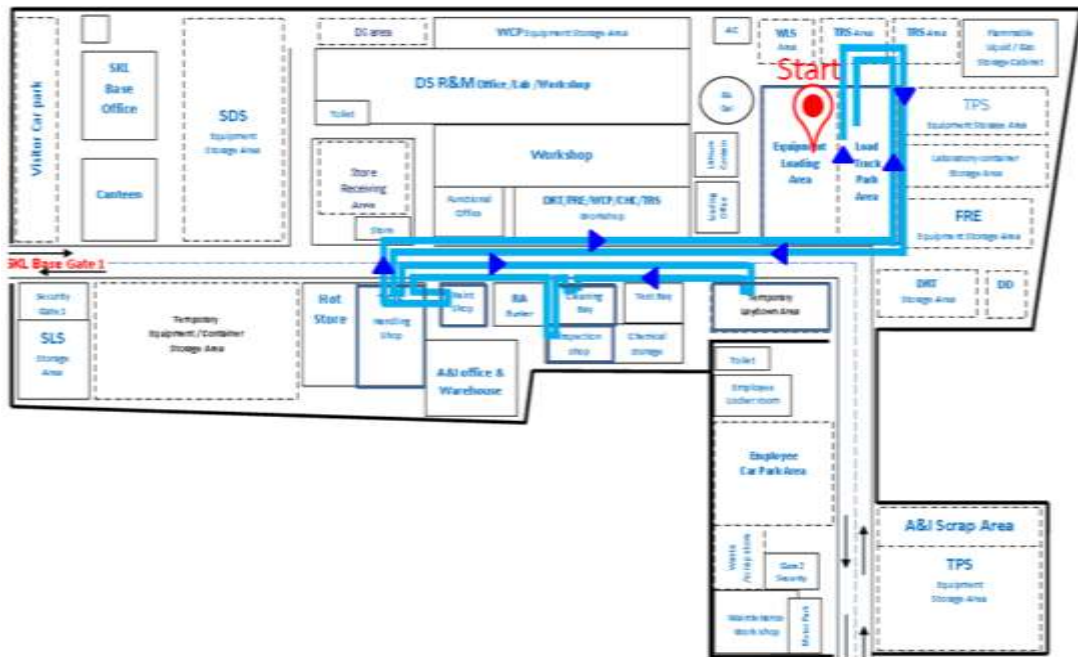 DS area
WCP Equipment Storage Area
AC
WLS
Area
TRS Area
TRS Area
Flammable
Liquid / Gas
Storage Cabinet
Visitor Car park
SKL
Base
Office
SDS
Equipment
Storage Area
DS R&M Office /Lab /Workshop
Toilet
Start
TPS
Equipment Storage Area
Canteen
Store
Receiving
Area
Store
Workshop
Functional
Office
DRT/FRE/WCP/CHC/TRS
Workshop
Equipment
Loading
Area
Load
Truck
Park
Area
Laboratory container
Storage Area
FRE
Equipment Storage Area
SKL Base Gate 1
DRT
Storage Area
DD
Security
Gate 1
SLS
Storage
Area
Temporary
Equipment / Container
Storage Area
Hot
Store
Handling
Shop
Paint
Shop
RA
Bunker
Cleaning
Bay
Test Bay
Temporary
Laydown Area
Inspection
shop
Chemical
storage
A&I office &
Warehouse
Toilet
Employee
Locker room
Employee
Car Park Area
Waste
/Scrap store
Gate 2
Security
Maintenance
Work shop
Motor Park
A&I Scrap Area
TPS
Equipment
Storage Area